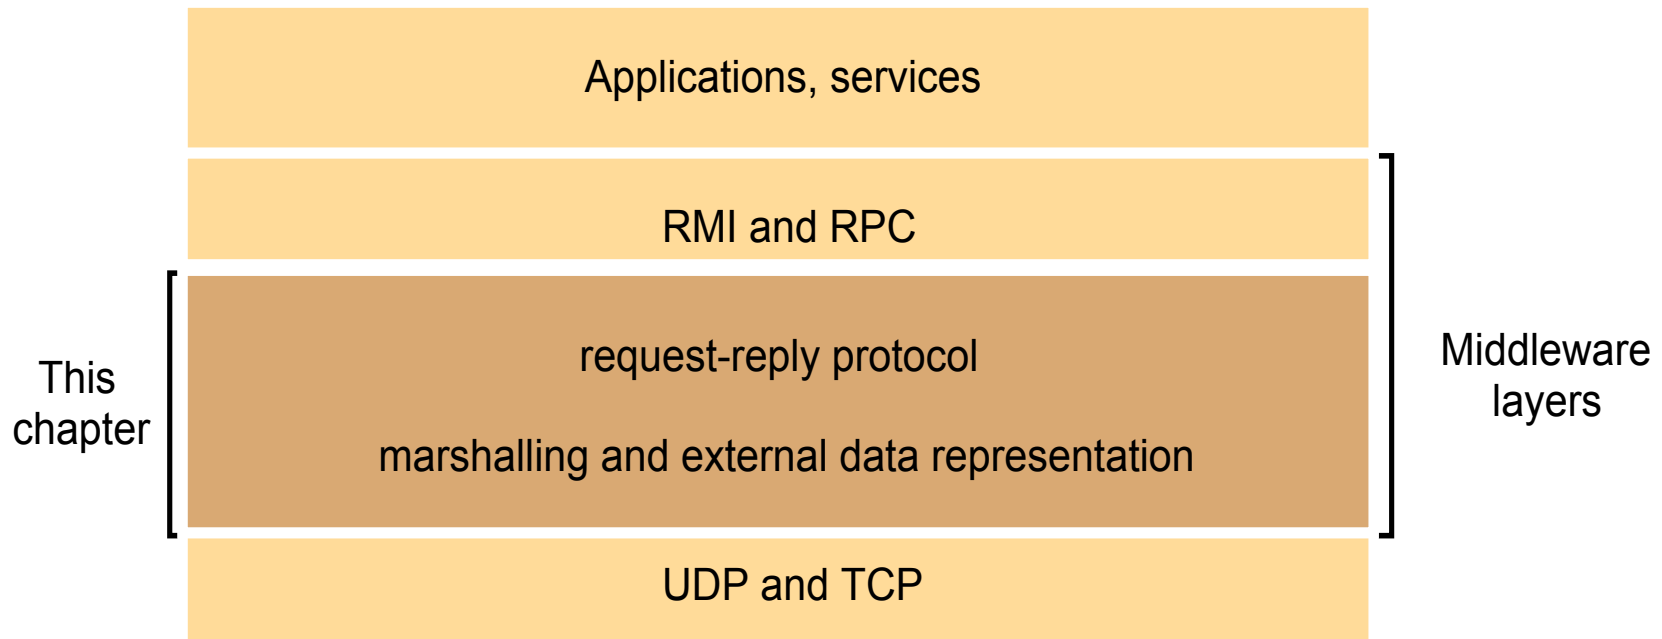 Applications, services
RMI and RPC
This
chapter
request-reply protocol
marshalling and external data representation
Middleware
layers
UDP and TCP